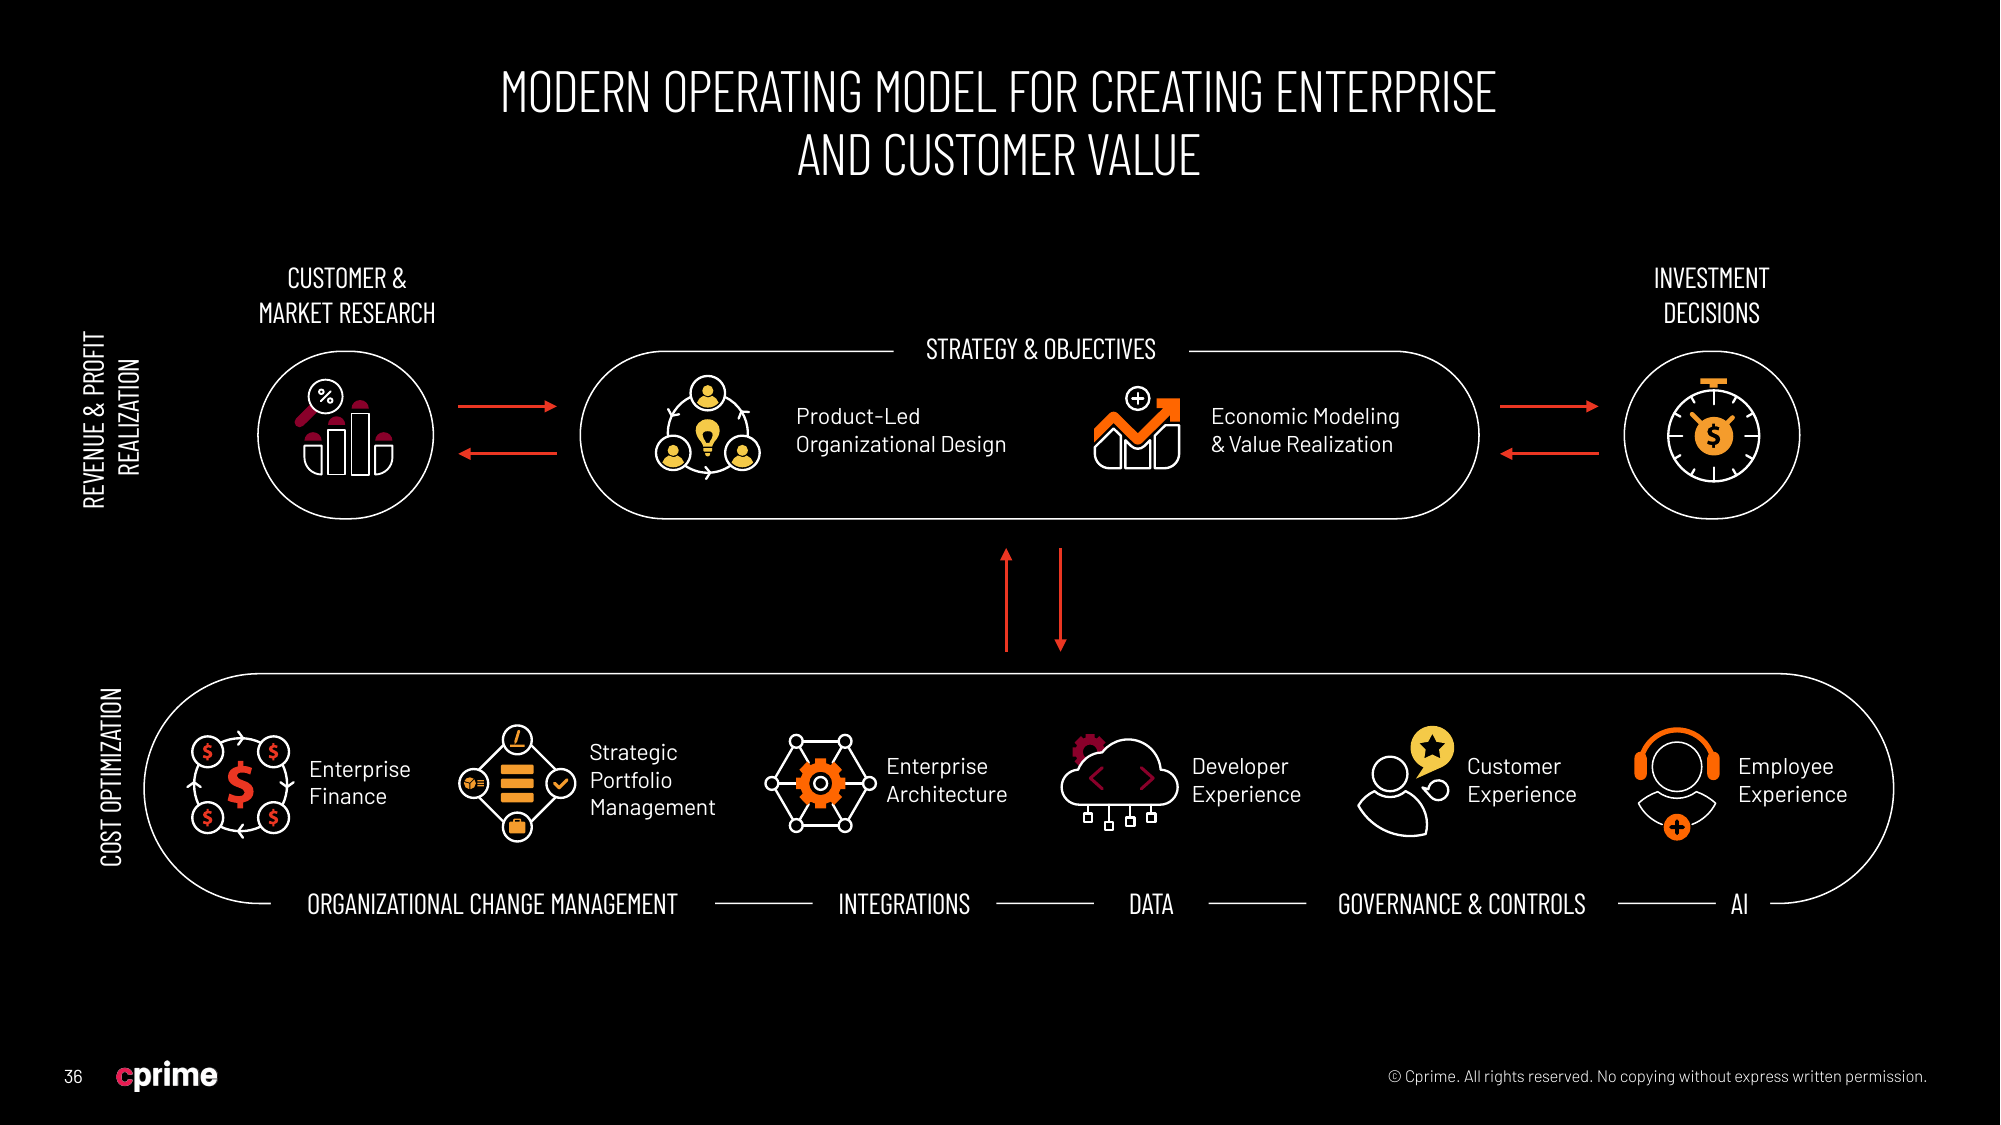 MODERN OPERATING MODEL FOR CREATING ENTERPRISE
AND CUSTOMER VALUE
REVENUE & PROFIT
REALIZATION
CUSTOMER &
MARKET RESEARCH
%
STRATEGY & OBJECTIVES
Product-Led
Organizational Design
Economic Modeling
& Value Realization
INVESTMENT
DECISIONS
$
COST OPTIMIZATION
$ $
$
$ $
Enterprise
Finance
Strategic
Portfolio
Management
Enterprise
Architecture
Developer
Experience
Customer
Experience
Employee
Experience
ORGANIZATIONAL CHANGE MANAGEMENT
INTEGRATIONS
DATA
GOVERNANCE & CONTROLS
AI
36
cprime
© Cprime. All rights reserved. No copying without express written permission.